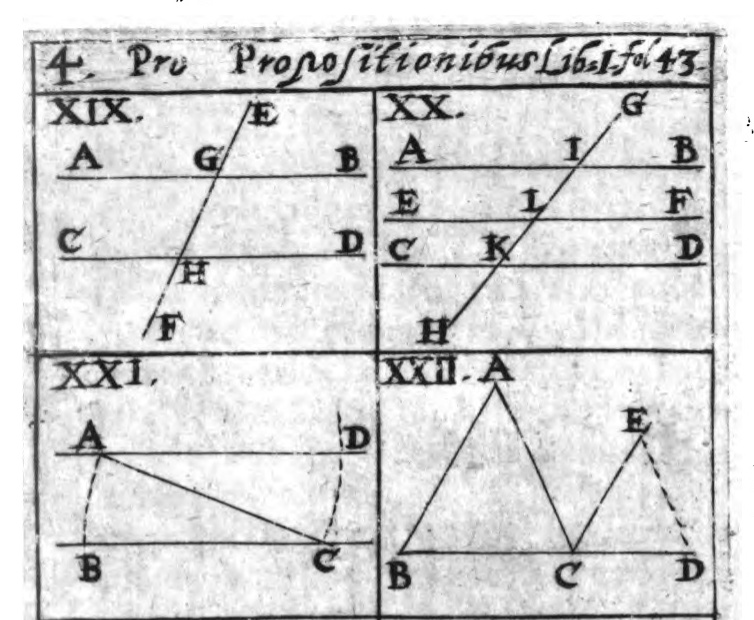 4. Pro Propositionibus Lib. I. fol 43.
XIX.
E
A G B
C D
H
F
XX.
G
A I B
E L F
C K D
H
XXI.
A D
B C
XXII. A
E
B C D